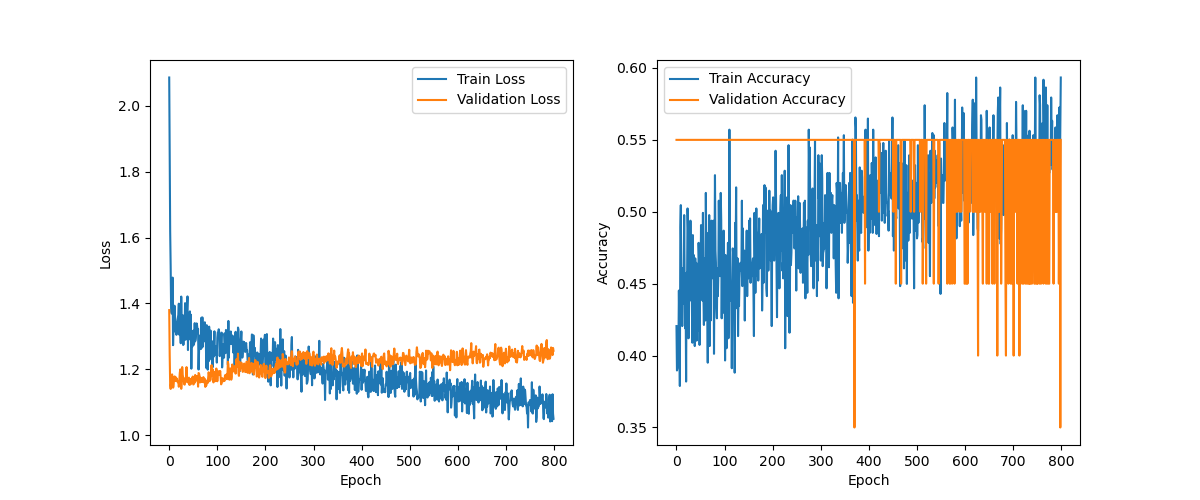 Train Loss
Validation Loss
2.0
1.8
1.6
1.4
1.2
1.0
Loss
0 100 200 300 400 500 600 700 800
Epoch
Train Accuracy
Validation Accuracy
0.60
0.55
0.50
0.45
0.40
0.35
Accuracy
0 100 200 300 400 500 600 700 800
Epoch